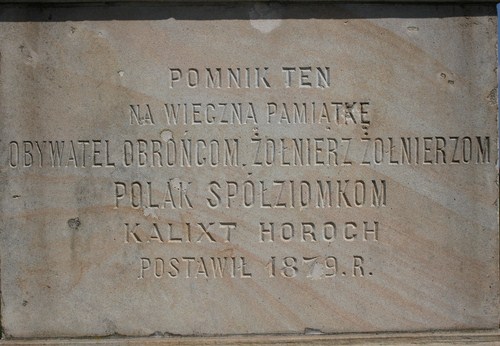 POMNIK TEN
NA WIECZNĄ PAMIĄTKĘ
OBYWATEL OBROŃCOM, ŻOŁNIERZ ŻOŁNIERZOM
POLAK SPÓŁZIOMKOM
KALIXT HOROCH
POSTAWIŁ 1879. R.